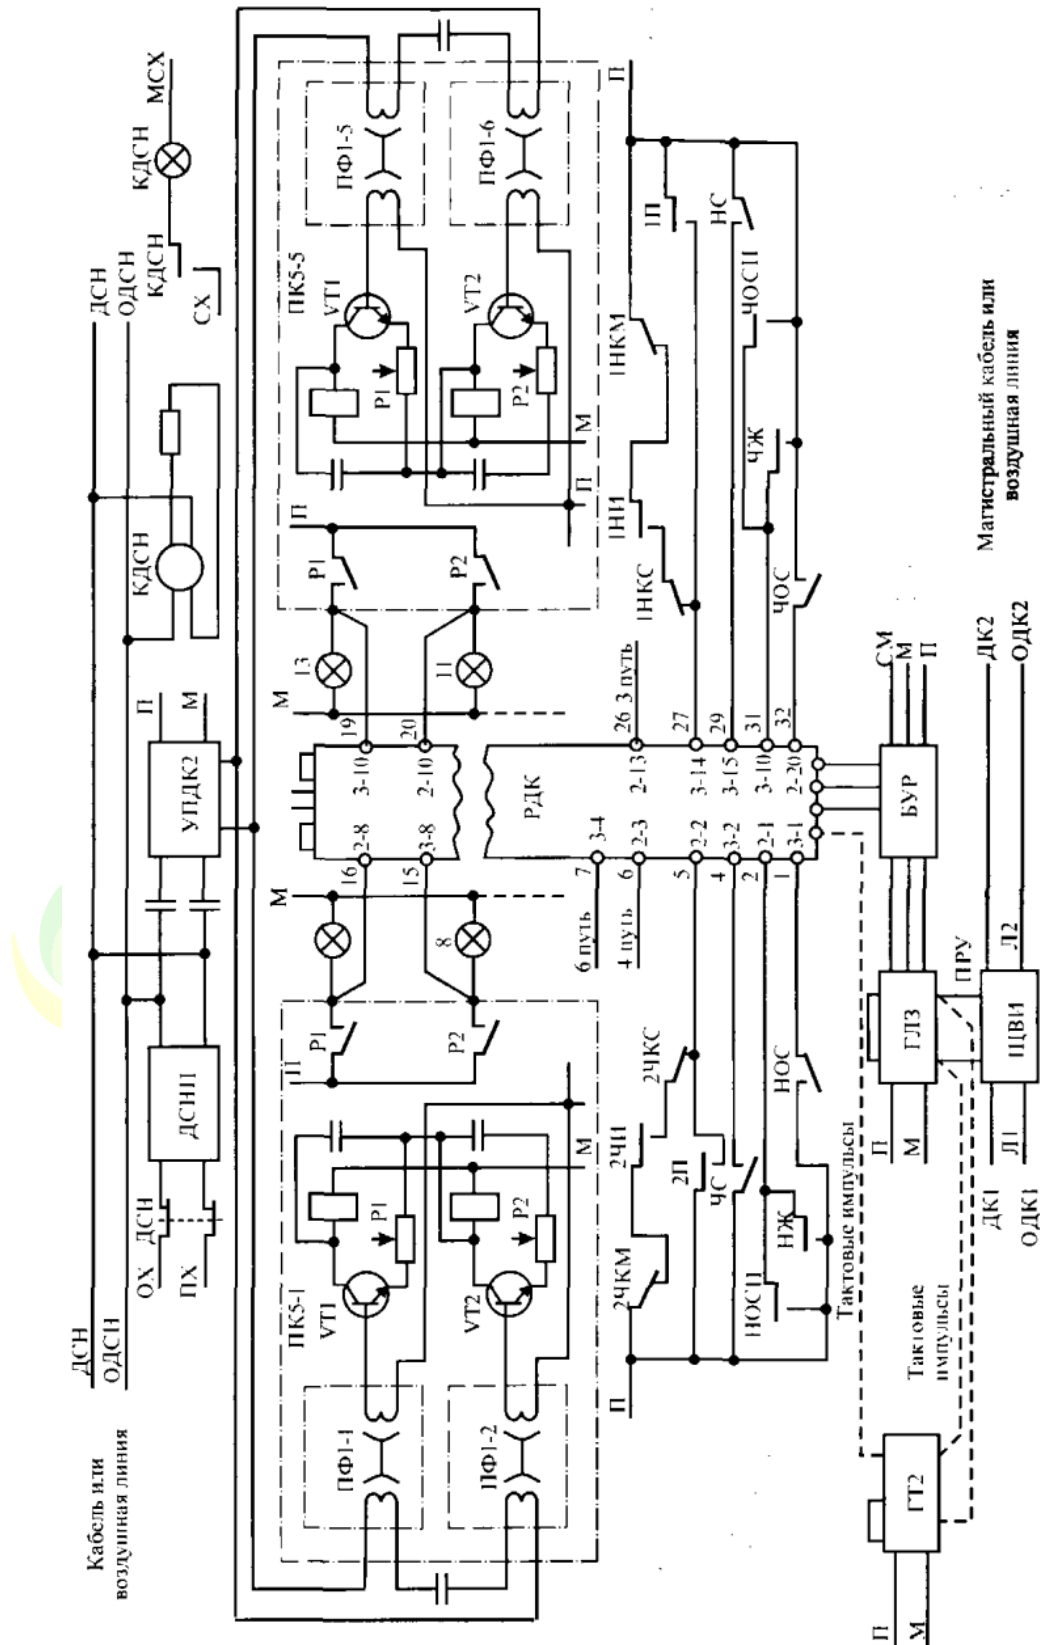 Кабель или
воздушная линия
ДСН
ОДСН
ОХ
ДСН
ПХ
ДСНП
УПДК2
П
М
КДСН
ДСН
ОДСН
КДСН
КДСН
МСХ
СХ
ПК5-1
ПФ1-1
ПФ1-2
VT1
VT2
Р1
Р2
М
П
Р1
Р2
М
8
16
15
2-8
3-8
3-10
2-10
19
20
М
13
11
Р1
Р2
П
П
М
ПК5-5
VT1
VT2
Р1
Р2
ПФ1-5
ПФ1-6
РДК
6 путь
4 путь
7
6
5
4
2
1
3-4
2-3
2-2
3-2
2-1
3-1
2-13
3-14
3-15
3-10
2-20
26
27
29
31
32
3 путь
П
2ЧКМ
2ЧИ
2ЧКС
2П
ЧС
НОСП
НЖ
НОС
1НКС
1НИ
1НКМ
1П
НС
ЧОСП
ЧЖ
ЧОС
П
Тактовые импульсы
Тактовые
импульсы
ГТ2
П
М
ГЛЗ
П
М
БУР
СМ
М
П
ПРУ
ЩВИ
ДК1
Л1
ОДК1
Л2
ДК2
ОДК2
Магистральный кабель или
воздушная линия